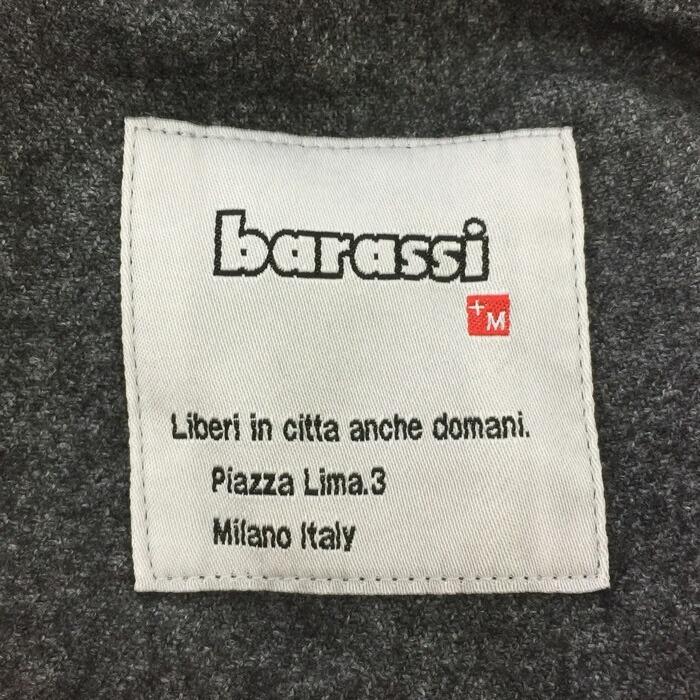 barassi
+M
Liberi in citta anche domani.
Piazza Lima.3
Milano Italy